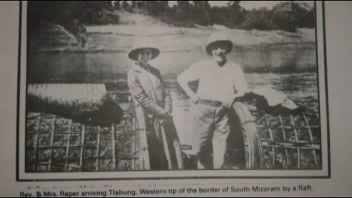 Rev. & Mrs. Raper arriving Tlabung, Western tip of the border of South Mizoram by a Raft